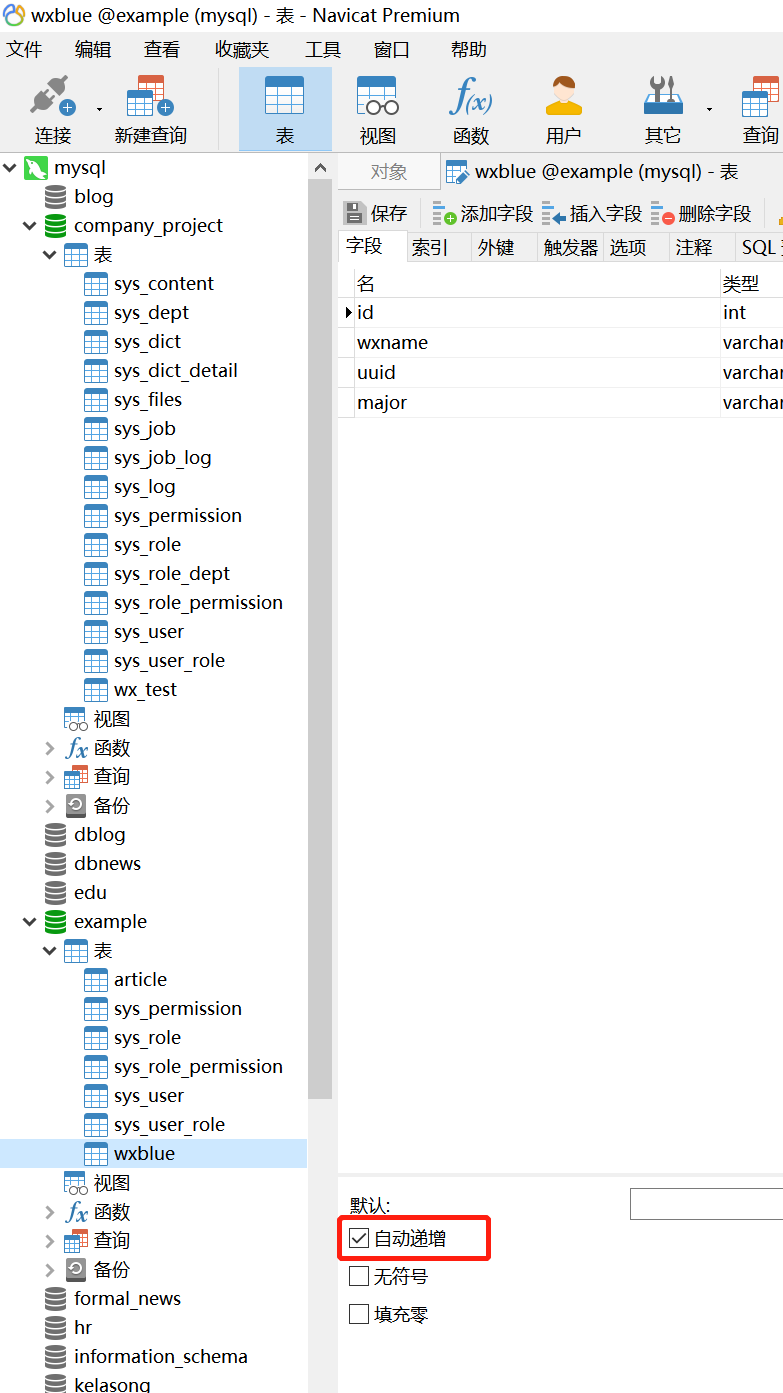 wxblue @example (mysql) - 表 - Navicat Premium
文件 编辑 查看 收藏夹 工具 窗口 帮助
连接 新建查询 表 视图 函数 用户 其它 查询
mysql
blog
company_project
表
sys_content
sys_dept
sys_dict
sys_dict_detail
sys_files
sys_job
sys_job_log
sys_log
sys_permission
sys_role
sys_role_dept
sys_role_permission
sys_user
sys_user_role
wx_test
视图
函数
查询
备份
dblog
dbnews
edu
example
表
article
sys_permission
sys_role
sys_role_permission
sys_user
sys_user_role
wxblue
视图
函数
查询
备份
formal_news
hr
information_schema
kelasong
对象 wxblue @example (mysql) - 表
保存 添加字段 插入字段 删除字段
字段 索引 外键 触发器 选项 注释 SQL
名 类型
id int
wxname varchar
uuid varchar
major varchar
默认:
自动递增
无符号
填充零